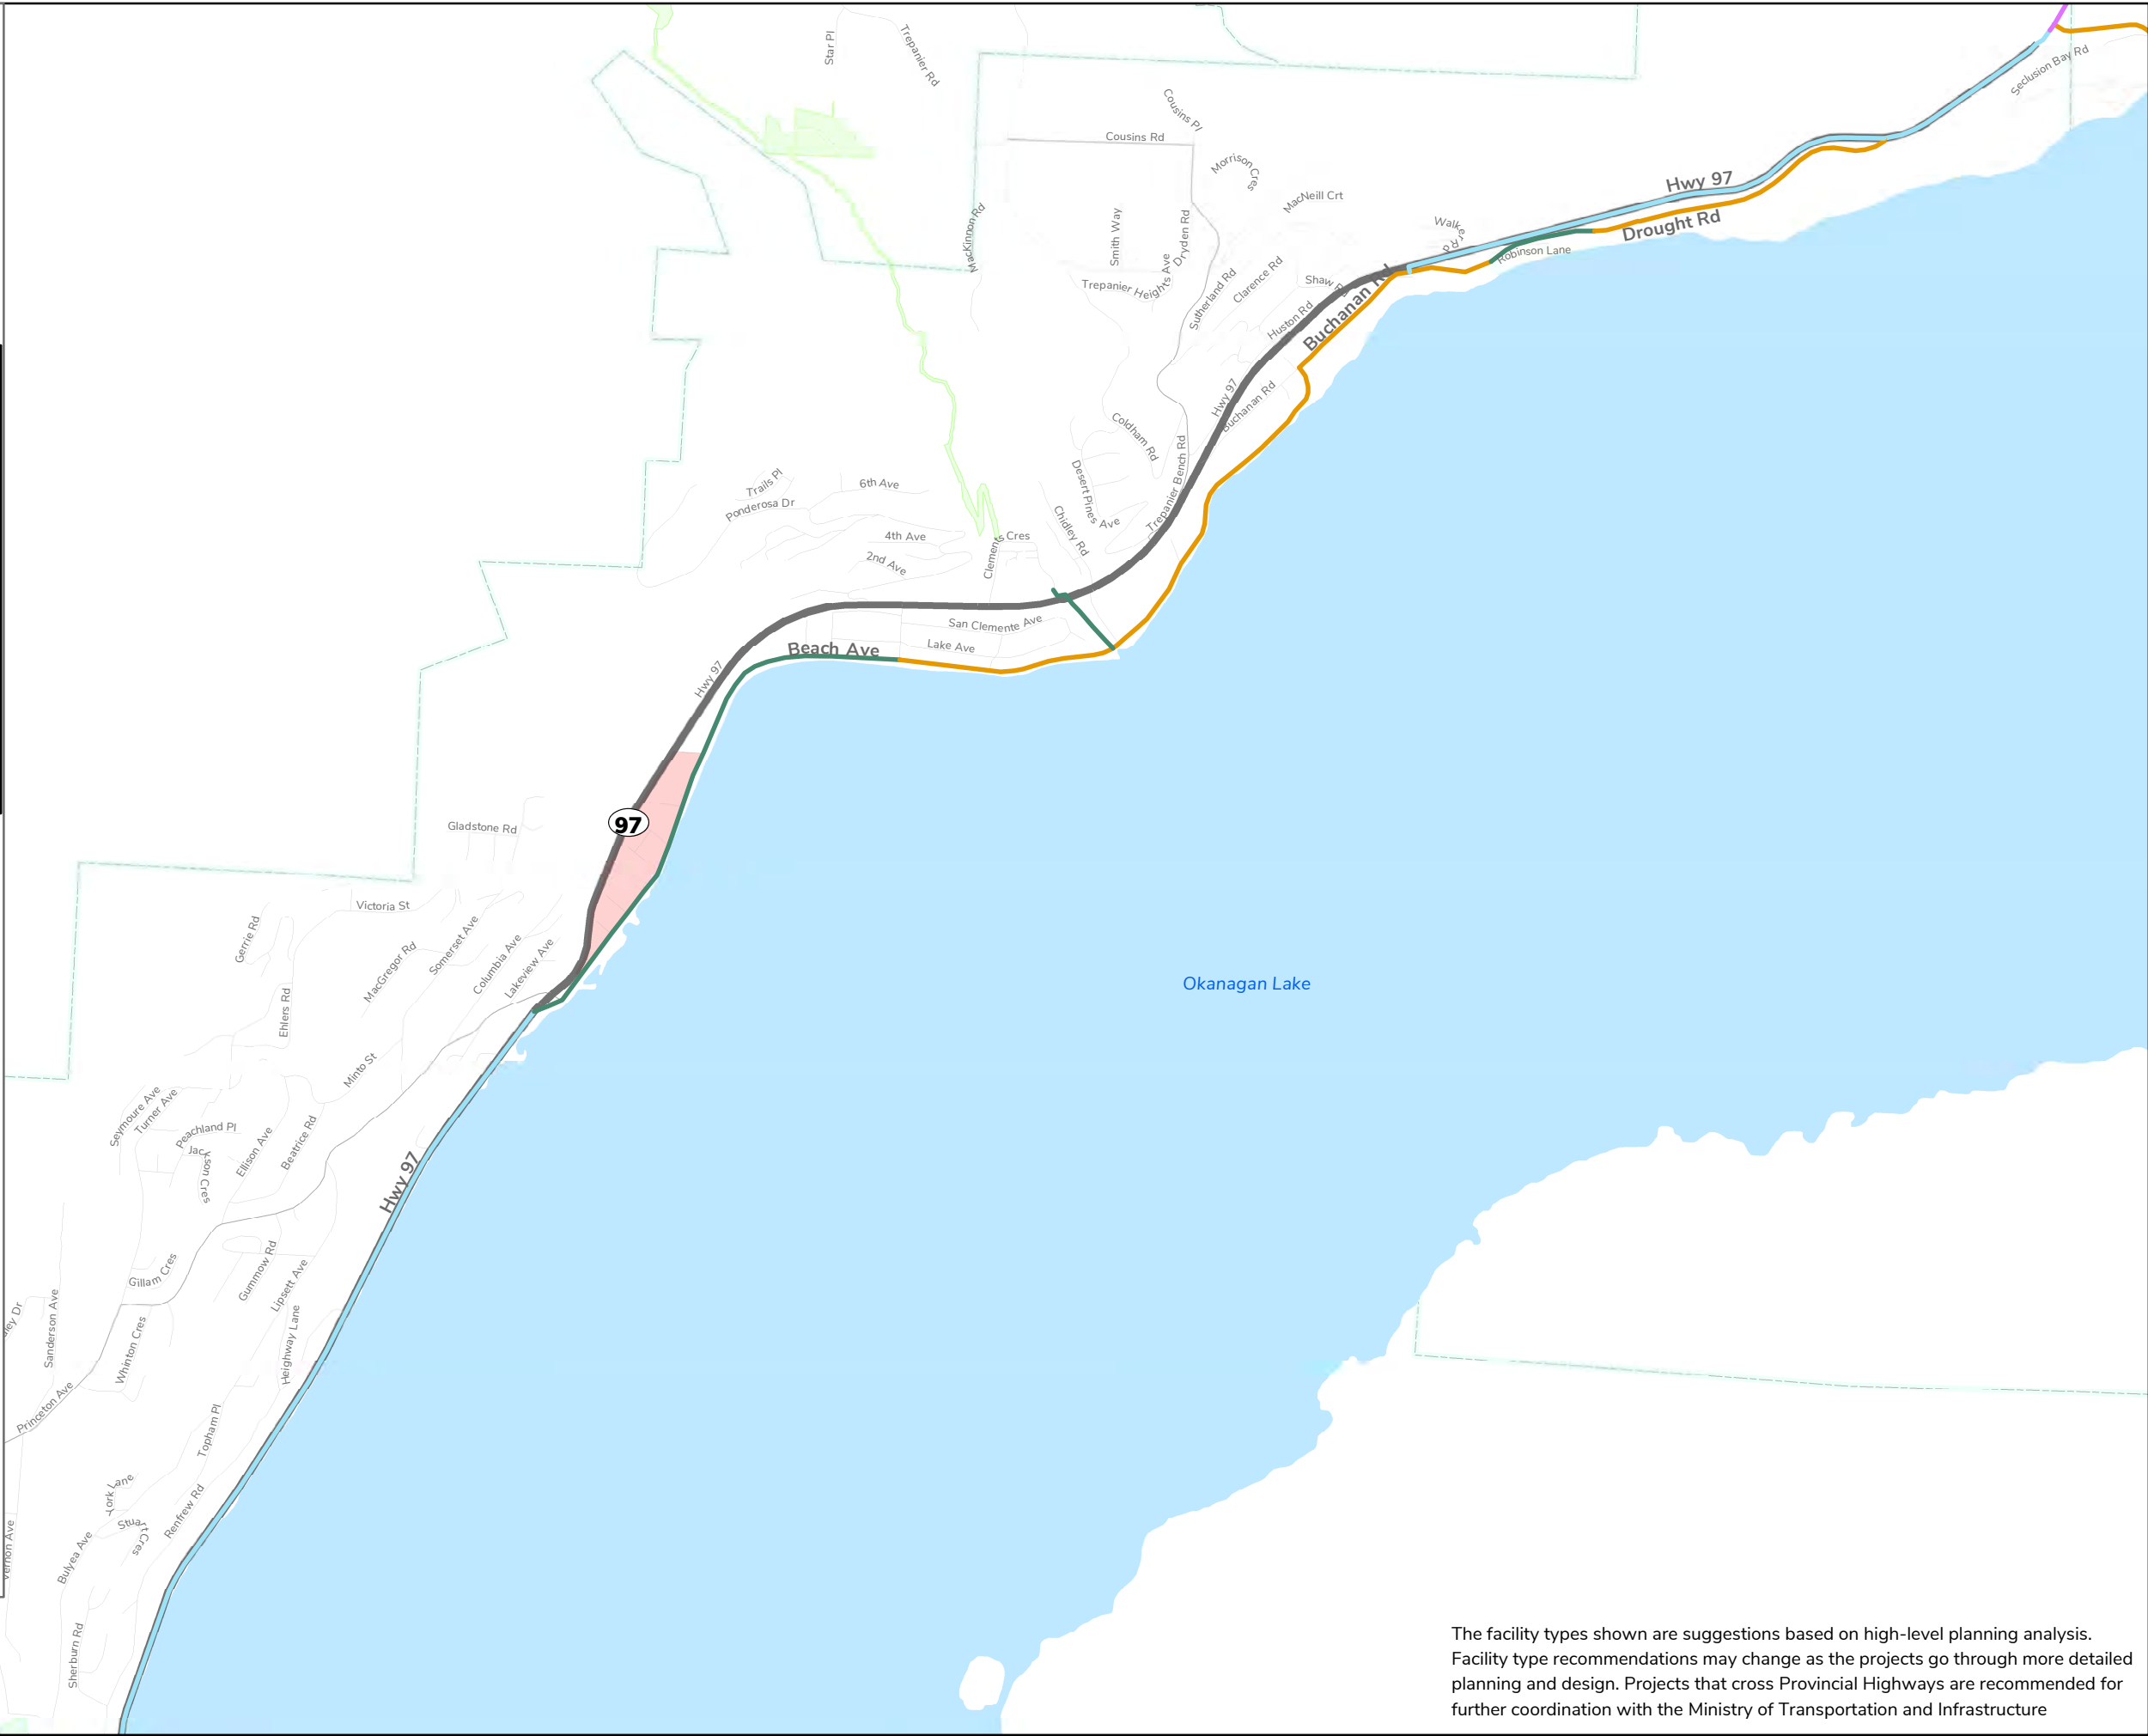 Star Pl
Trepanier Rd
Seclusion Bay Rd
Cousins Pl
Cousins Rd
Morrison Cres
MacNeill Crt
Hwy 97
Drought Rd
Walker Rd
Robinson Lane
MacKinnon Rd
Smith Way
Dryden Rd
Trepanier Heights Ave
Sutherland Rd
Clarence Rd
Shaw Rd
Huston Rd
Buchanan Rd
Hwy 97
Buchanan Rd
Coldham Rd
Trepanier Bench Rd
Desert Pines Ave
Chidley Rd
Trails Pl
Ponderosa Dr
6th Ave
4th Ave
2nd Ave
Clements Cres
San Clemente Ave
Lake Ave
Beach Ave
Hwy 97
97
Gladstone Rd
Victoria St
Gerrie Rd
MacGregor Rd
Somerset Ave
Columbia Ave
Lakeview Ave
Okanagan Lake
Ehlers Rd
Minto St
Seymoure Ave
Turner Ave
Peachland Pl
Jackson Cres
Ellison Ave
Beatrice Rd
Hwy 97
Gillam Cres
Gummow Rd
Lipsett Ave
Sanderson Ave
Whinton Cres
Heighway Lane
Princeton Ave
Topham Pl
York Lane
Stuart Cres
Renfrew Rd
Bulyea Ave
Vernon Ave
Sherburn Rd
The facility types shown are suggestions based on high-level planning analysis.
Facility type recommendations may change as the projects go through more detailed
planning and design. Projects that cross Provincial Highways are recommended for
further coordination with the Ministry of Transportation and Infrastructure